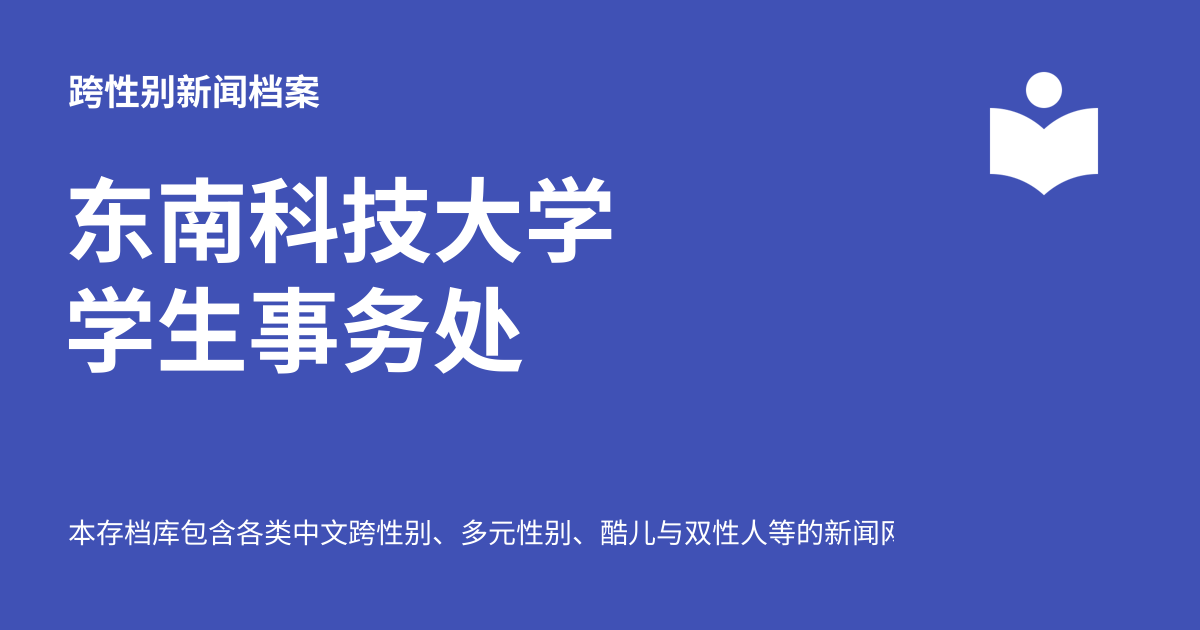 跨性别新闻档案
东南科技大学
学生事务处
本存档库包含各类中文跨性别、多元性别、酷儿与双性人等的新闻